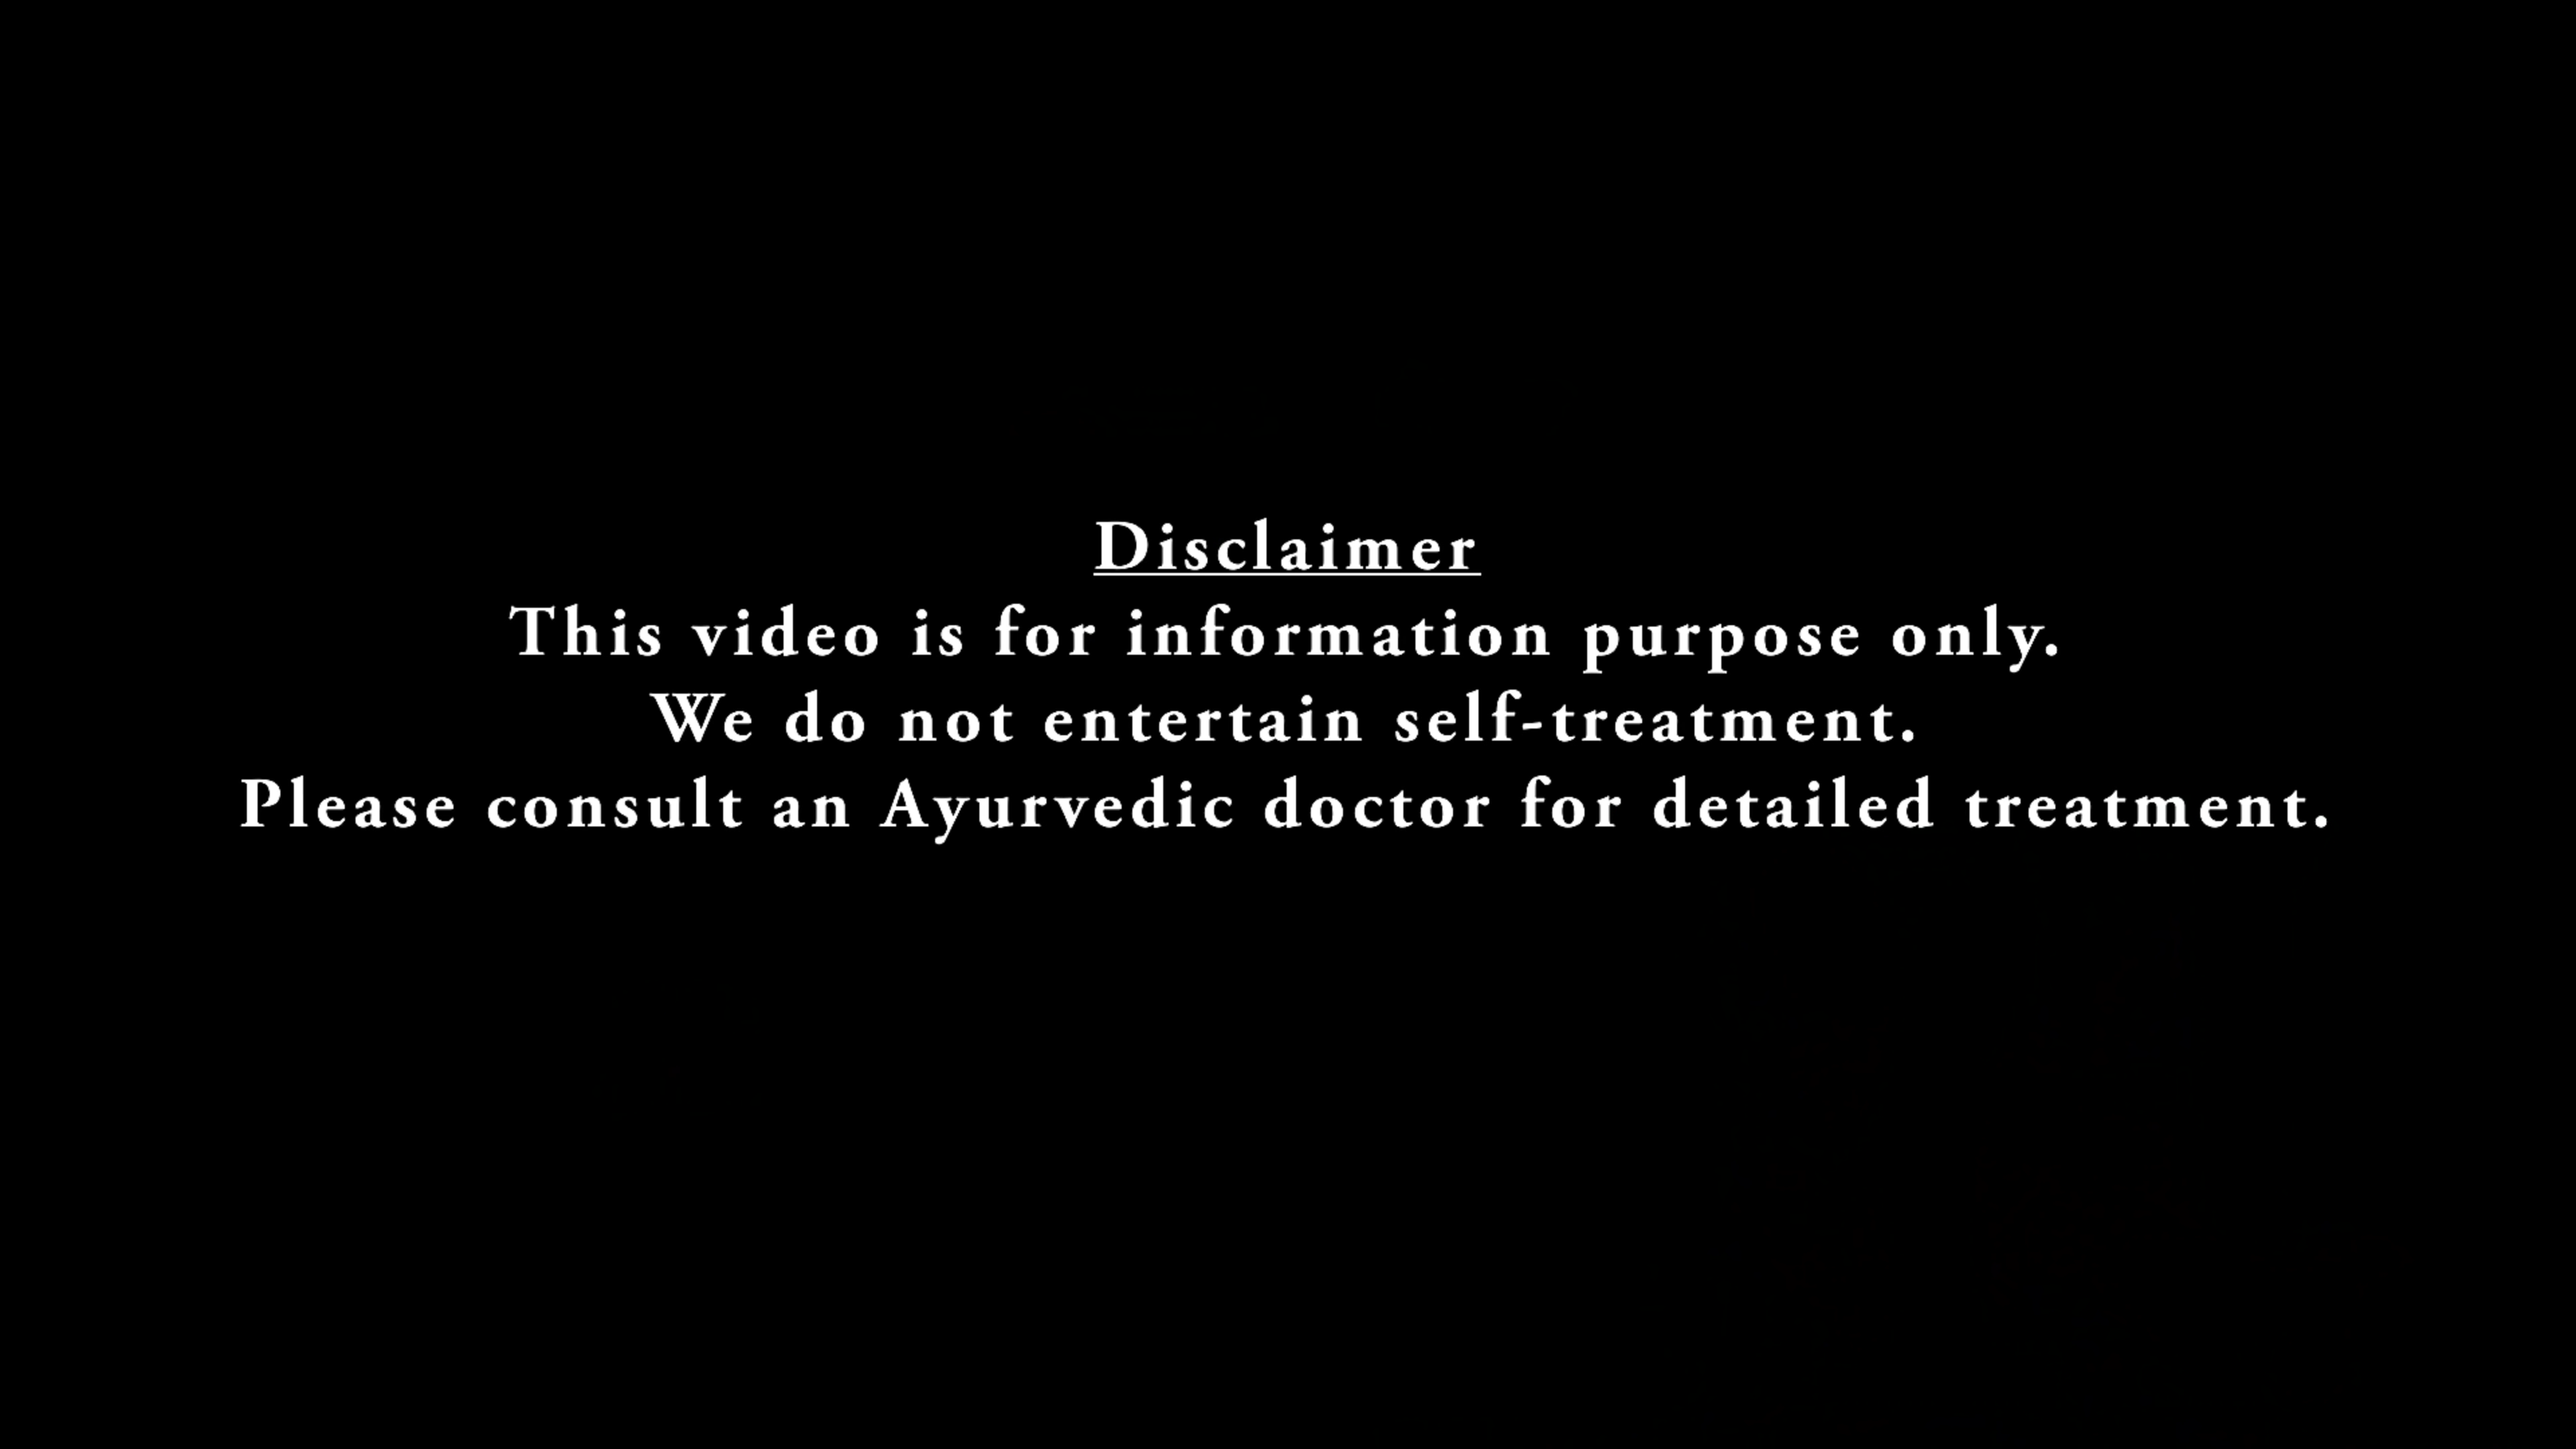 Disclaimer
This video is for information purpose only.
We do not entertain self-treatment.
Please consult an Ayurvedic doctor for detailed treatment.